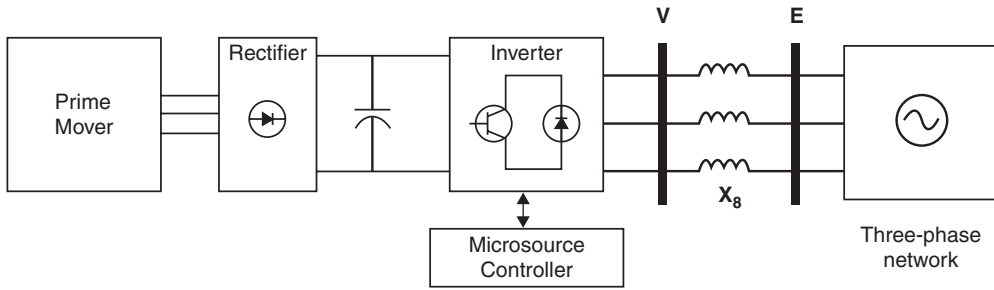 V
E
Rectifier
Inverter
Prime
Mover
X8
Microsource
Controller
Three-phase
network